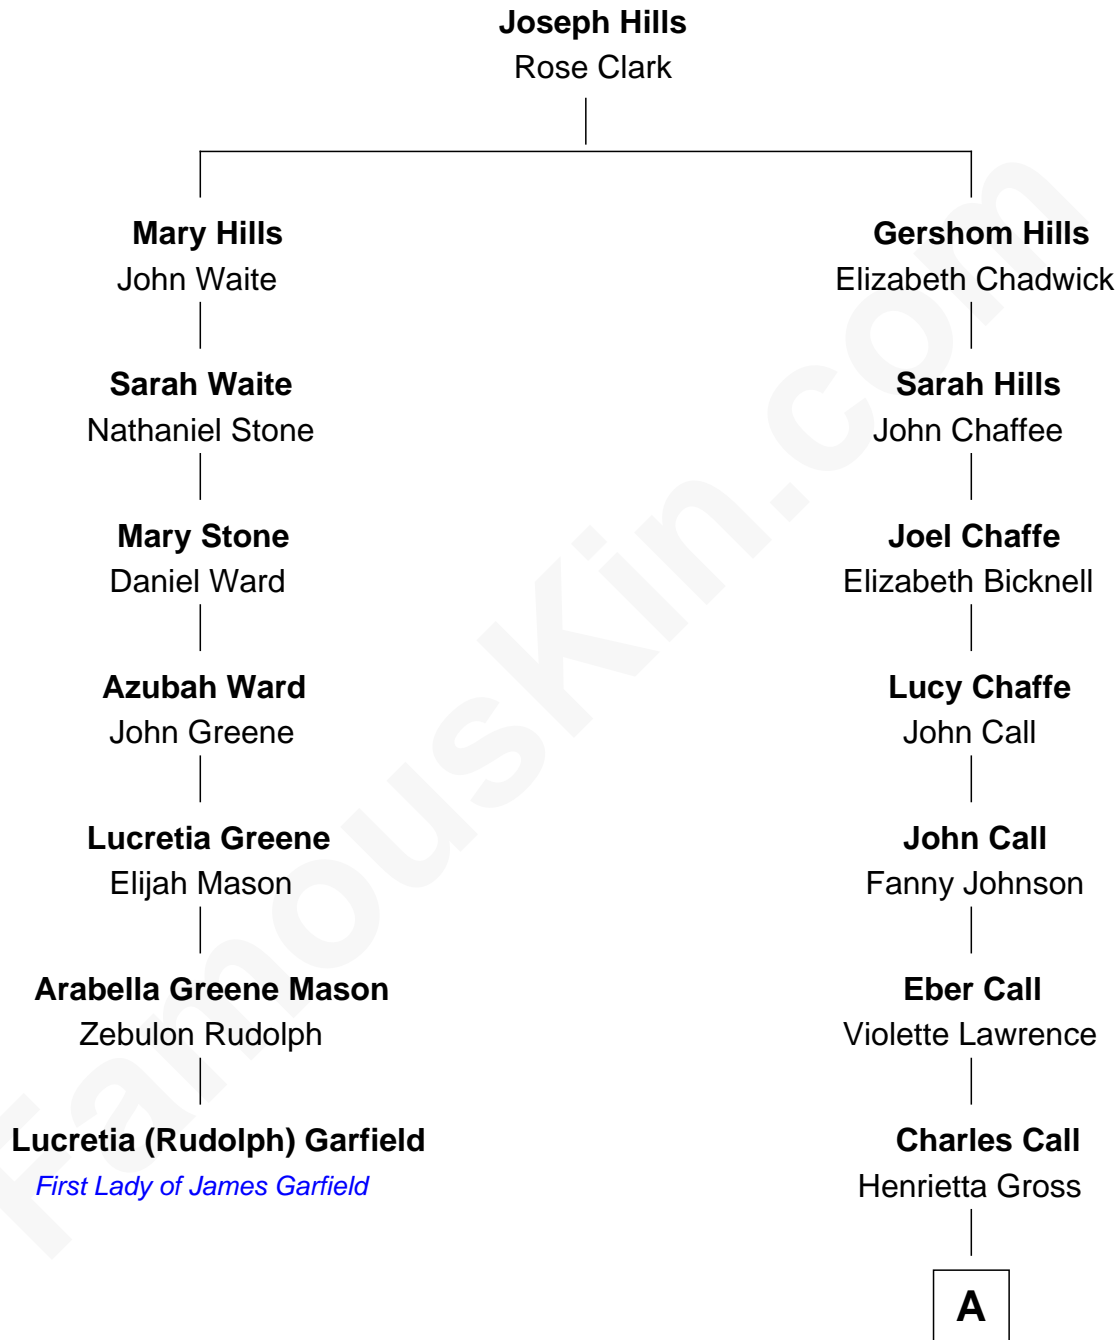 Joseph Hills
Rose Clark
Mary Hills
John Waite
Gershom Hills
Elizabeth Chadwick
Sarah Waite
Nathaniel Stone
Sarah Hills
John Chaffee
Mary Stone
Daniel Ward
Joel Chaffe
Elizabeth Bicknell
Azubah Ward
John Greene
Lucy Chaffe
John Call
Lucretia Greene
Elijah Mason
John Call
Fanny Johnson
Arabella Greene Mason
Zebulon Rudolph
Eber Call
Violette Lawrence
Lucretia (Rudolph) Garfield
First Lady of James Garfield
Charles Call
Henrietta Gross
A
FamousKin.com